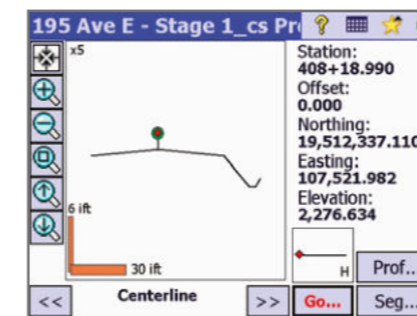 195 Ave E - Stage 1_cs Pr
x5
6 ift
30 ift
<< Centerline >>
Station:
408+18.990
Offset:
0.000
Northing:
19,512,337.110
Easting:
107,521.982
Elevation:
2,276.634
H
Prof...
Go...
Seg...